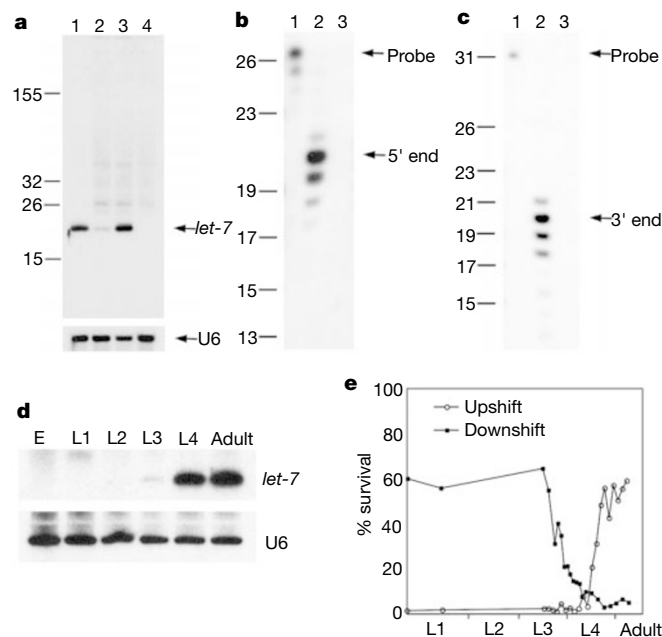 a
1 2 3 4
155
32
26
15
let-7
U6
b
1 2 3
26
23
19
17
15
13
Probe
5' end
c
1 2 3
31
26
23
21
19
17
15
Probe
3' end
d
E L1 L2 L3 L4 Adult
let-7
U6
e
100
80
60
40
20
0
% survival
Upshift
Downshift
L1 L2 L3 L4 Adult